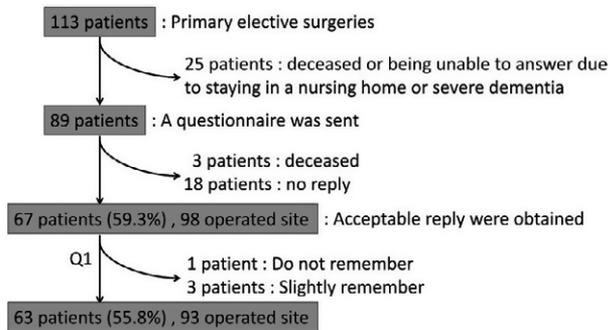 113 patients : Primary elective surgeries
25 patients : deceased or being unable to answer due
to staying in a nursing home or severe dementia
89 patients : A questionnaire was sent
3 patients : deceased
18 patients : no reply
67 patients (59.3%) , 98 operated site : Acceptable reply were obtained
Q1
1 patient : Do not remember
3 patients : Slightly remember
63 patients (55.8%) , 93 operated site